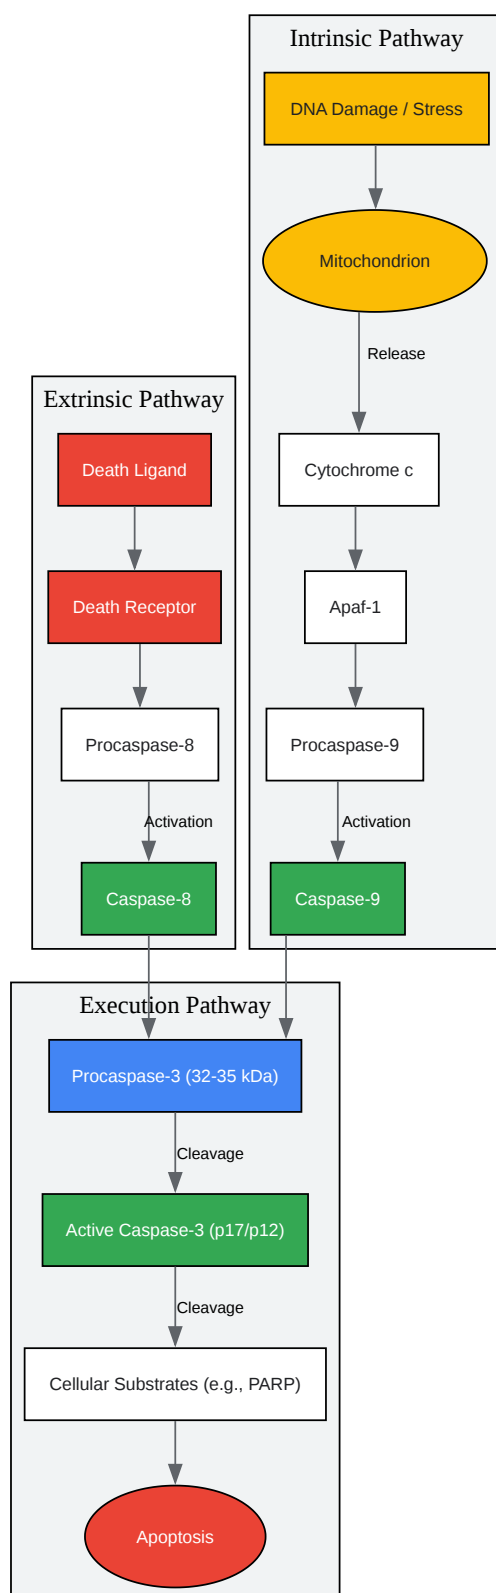 Intrinsic Pathway
DNA Damage / Stress
Mitochondrion
Release
Cytochrome c
Apaf-1
Procaspase-9
Activation
Caspase-9
Extrinsic Pathway
Death Ligand
Death Receptor
Procaspase-8
Activation
Caspase-8
Execution Pathway
Procaspase-3 (32-35 kDa)
Cleavage
Active Caspase-3 (p17/p12)
Cleavage
Cellular Substrates (e.g., PARP)
Apoptosis